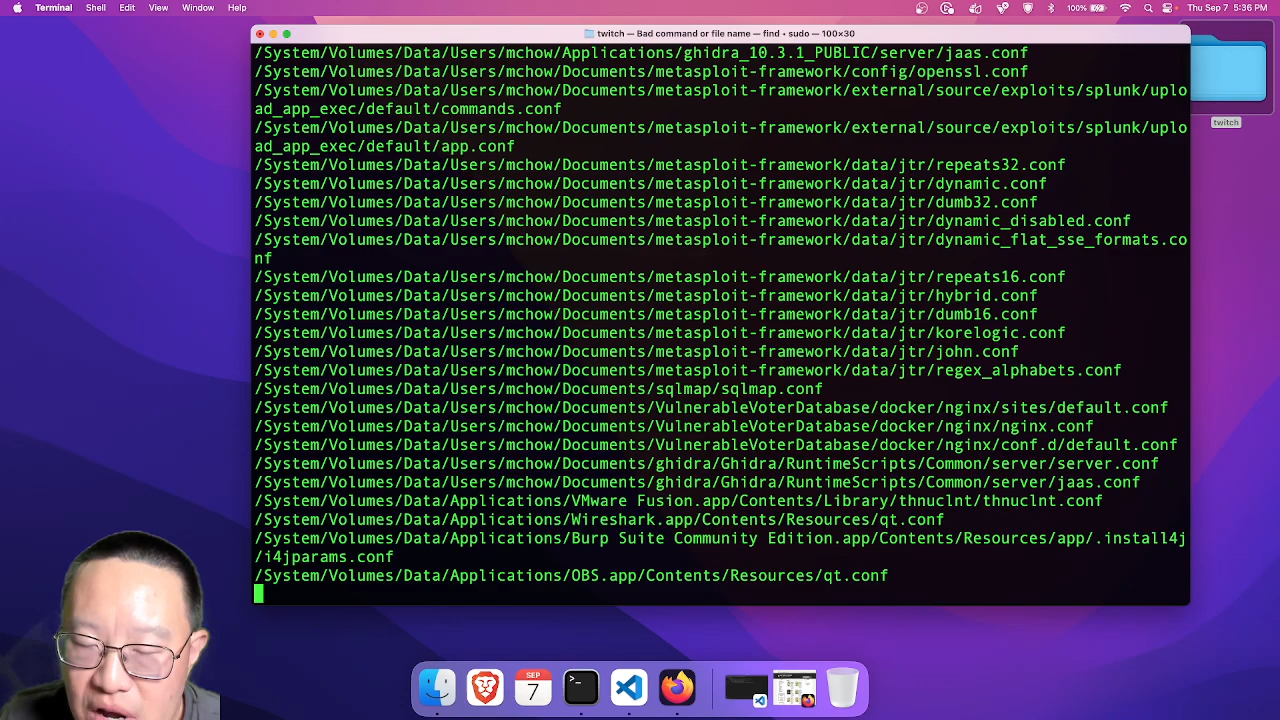 Terminal Shell Edit View Window Help 100% Thu Sep 7 5:36 PM
twitch — Bad command or file name — find • sudo — 100×30
/System/Volumes/Data/Users/mchow/Applications/ghidra_10.3.1_PUBLIC/server/jaas.conf
/System/Volumes/Data/Users/mchow/Documents/metasploit-framework/config/openssl.conf
/System/Volumes/Data/Users/mchow/Documents/metasploit-framework/external/source/exploits/splunk/uplo
ad_app_exec/default/commands.conf
/System/Volumes/Data/Users/mchow/Documents/metasploit-framework/external/source/exploits/splunk/uplo
ad_app_exec/default/app.conf
/System/Volumes/Data/Users/mchow/Documents/metasploit-framework/data/jtr/repeats32.conf
/System/Volumes/Data/Users/mchow/Documents/metasploit-framework/data/jtr/dynamic.conf
/System/Volumes/Data/Users/mchow/Documents/metasploit-framework/data/jtr/dumb32.conf
/System/Volumes/Data/Users/mchow/Documents/metasploit-framework/data/jtr/dynamic_disabled.conf
/System/Volumes/Data/Users/mchow/Documents/metasploit-framework/data/jtr/dynamic_flat_sse_formats.co
nf
/System/Volumes/Data/Users/mchow/Documents/metasploit-framework/data/jtr/repeats16.conf
/System/Volumes/Data/Users/mchow/Documents/metasploit-framework/data/jtr/hybrid.conf
/System/Volumes/Data/Users/mchow/Documents/metasploit-framework/data/jtr/dumb16.conf
/System/Volumes/Data/Users/mchow/Documents/metasploit-framework/data/jtr/korelogic.conf
/System/Volumes/Data/Users/mchow/Documents/metasploit-framework/data/jtr/john.conf
/System/Volumes/Data/Users/mchow/Documents/metasploit-framework/data/jtr/regex_alphabets.conf
/System/Volumes/Data/Users/mchow/Documents/sqlmap/sqlmap.conf
/System/Volumes/Data/Users/mchow/Documents/VulnerableVoterDatabase/docker/nginx/sites/default.conf
/System/Volumes/Data/Users/mchow/Documents/VulnerableVoterDatabase/docker/nginx/nginx.conf
/System/Volumes/Data/Users/mchow/Documents/VulnerableVoterDatabase/docker/nginx/conf.d/default.conf
/System/Volumes/Data/Users/mchow/Documents/ghidra/Ghidra/RuntimeScripts/Common/server/server.conf
/System/Volumes/Data/Users/mchow/Documents/ghidra/Ghidra/RuntimeScripts/Common/server/jaas.conf
/System/Volumes/Data/Applications/VMware Fusion.app/Contents/Library/thnuclnt/thnuclnt.conf
/System/Volumes/Data/Applications/Wireshark.app/Contents/Resources/qt.conf
/System/Volumes/Data/Applications/Burp Suite Community Edition.app/Contents/Resources/app/.install4j
/i4jparams.conf
/System/Volumes/Data/Applications/OBS.app/Contents/Resources/qt.conf
twitch
SEP
7